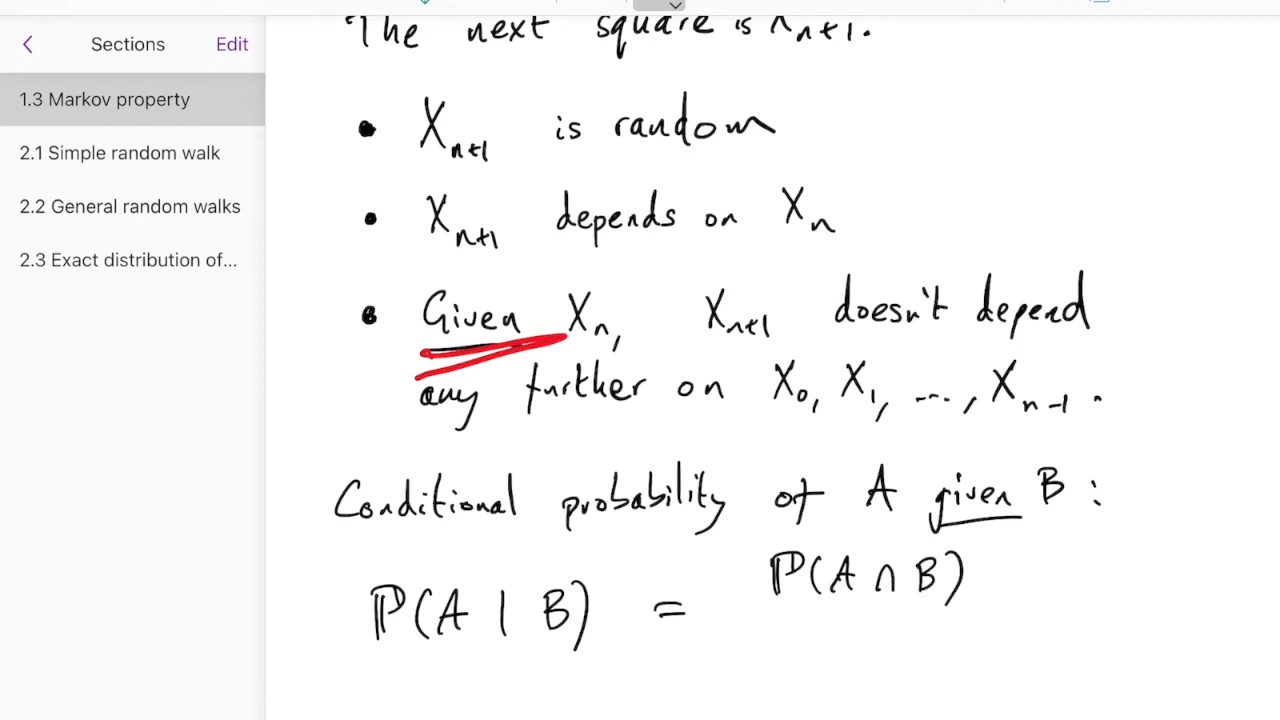 Sections
Edit
1.3 Markov property
2.1 Simple random walk
2.2 General random walks
2.3 Exact distribution of...
The next square is Xn+1.
• Xn+1 is random
• Xn+1 depends on Xn
• Given Xn, Xn+1 doesn't depend
any further on X0, X1, ..., Xn-1.
Conditional probability of A given B :
ℙ(A ∩ B)
ℙ(A | B) =